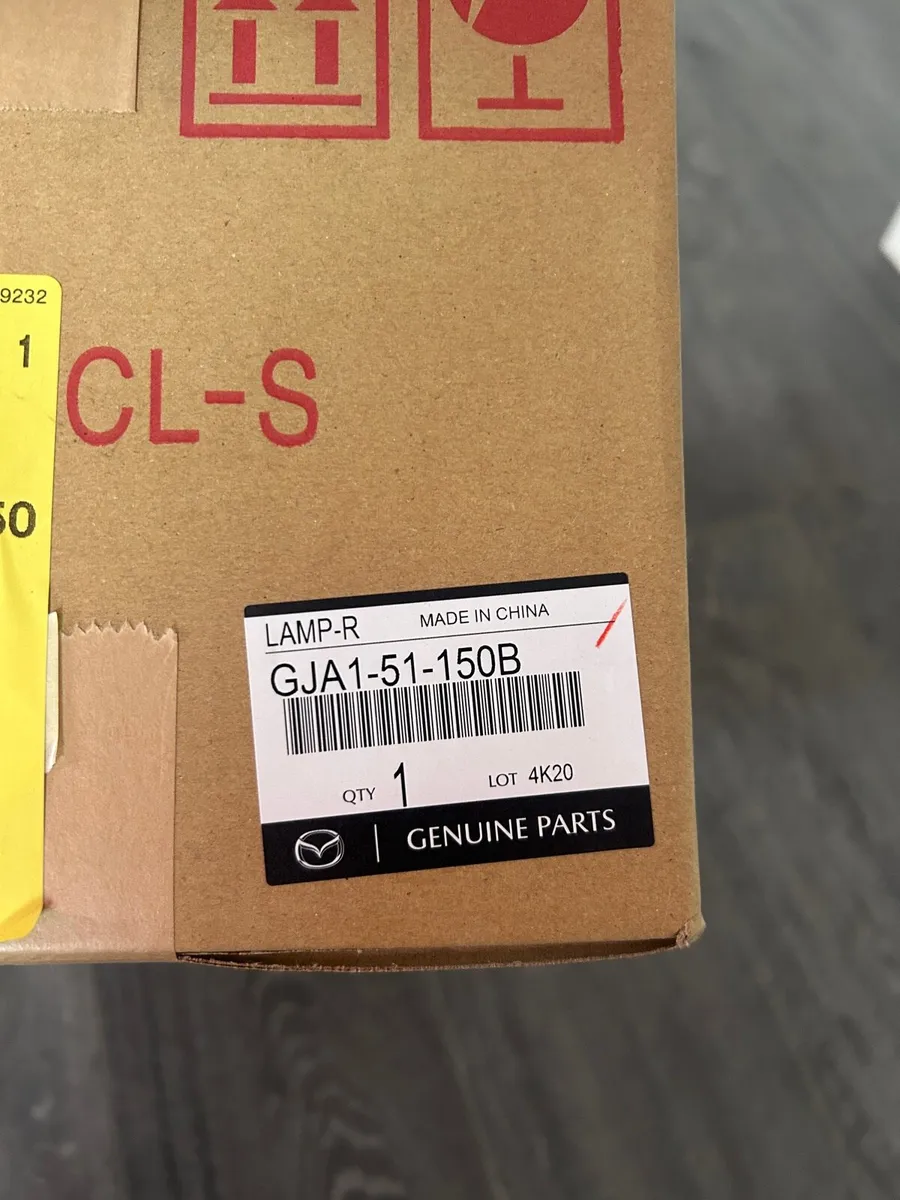 9232
1
CL-S
50
LAMP-R MADE IN CHINA
GJA1-51-150B
QTY 1 LOT 4K20
GENUINE PARTS